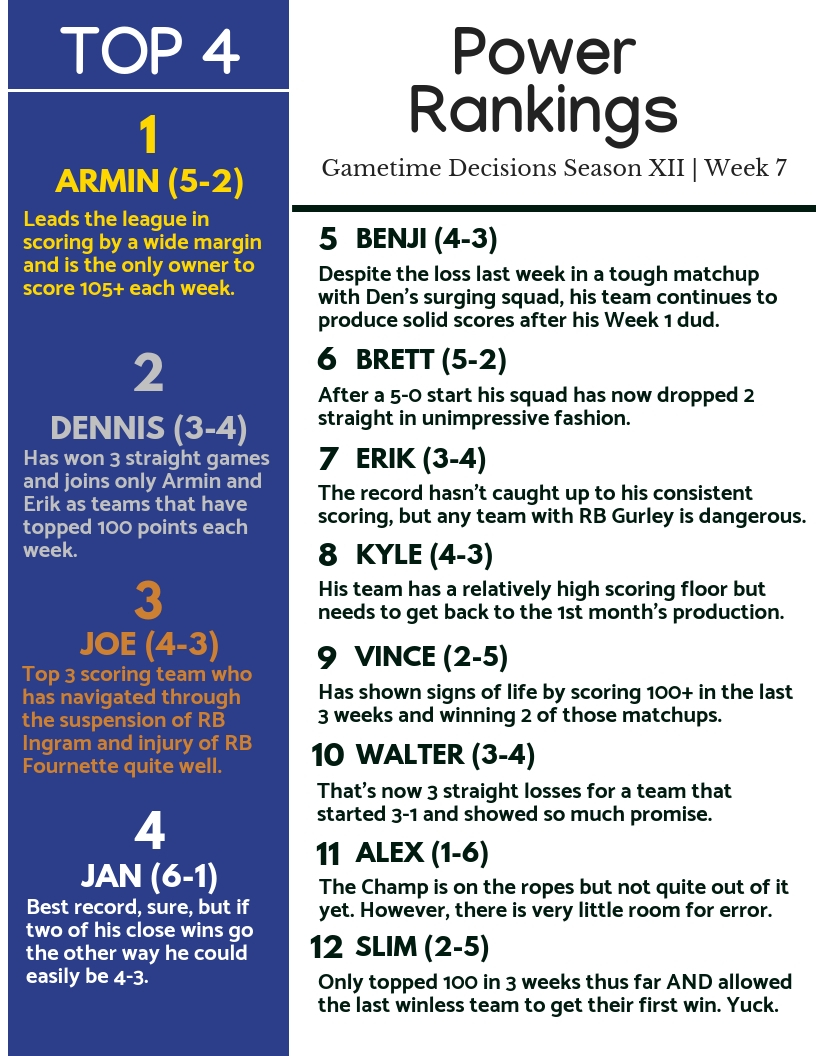 TOP 4
1
ARMIN (5-2)
Leads the league in
scoring by a wide margin
and is the only owner to
score 105+ each week.
2
DENNIS (3-4)
Has won 3 straight games
and joins only Armin and
Erik as teams that have
topped 100 points each
week.
3
JOE (4-3)
Top 3 scoring team who
has navigated through
the suspension of RB
Ingram and injury of RB
Fournette quite well.
4
JAN (6-1)
Best record, sure, but if
two of his close wins go
the other way he could
easily be 4-3.
Power
Rankings
Gametime Decisions Season XII | Week 7
5 BENJI (4-3)
Despite the loss last week in a tough matchup
with Den's surging squad, his team continues to
produce solid scores after his Week 1 dud.
6 BRETT (5-2)
After a 5-0 start his squad has now dropped 2
straight in unimpressive fashion.
7 ERIK (3-4)
The record hasn't caught up to his consistent
scoring, but any team with RB Gurley is dangerous.
8 KYLE (4-3)
His team has a relatively high scoring floor but
needs to get back to the 1st month's production.
9 VINCE (2-5)
Has shown signs of life by scoring 100+ in the last
3 weeks and winning 2 of those matchups.
10 WALTER (3-4)
That's now 3 straight losses for a team that
started 3-1 and showed so much promise.
11 ALEX (1-6)
The Champ is on the ropes but not quite out of it
yet. However, there is very little room for error.
12 SLIM (2-5)
Only topped 100 in 3 weeks thus far AND allowed
the last winless team to get their first win. Yuck.